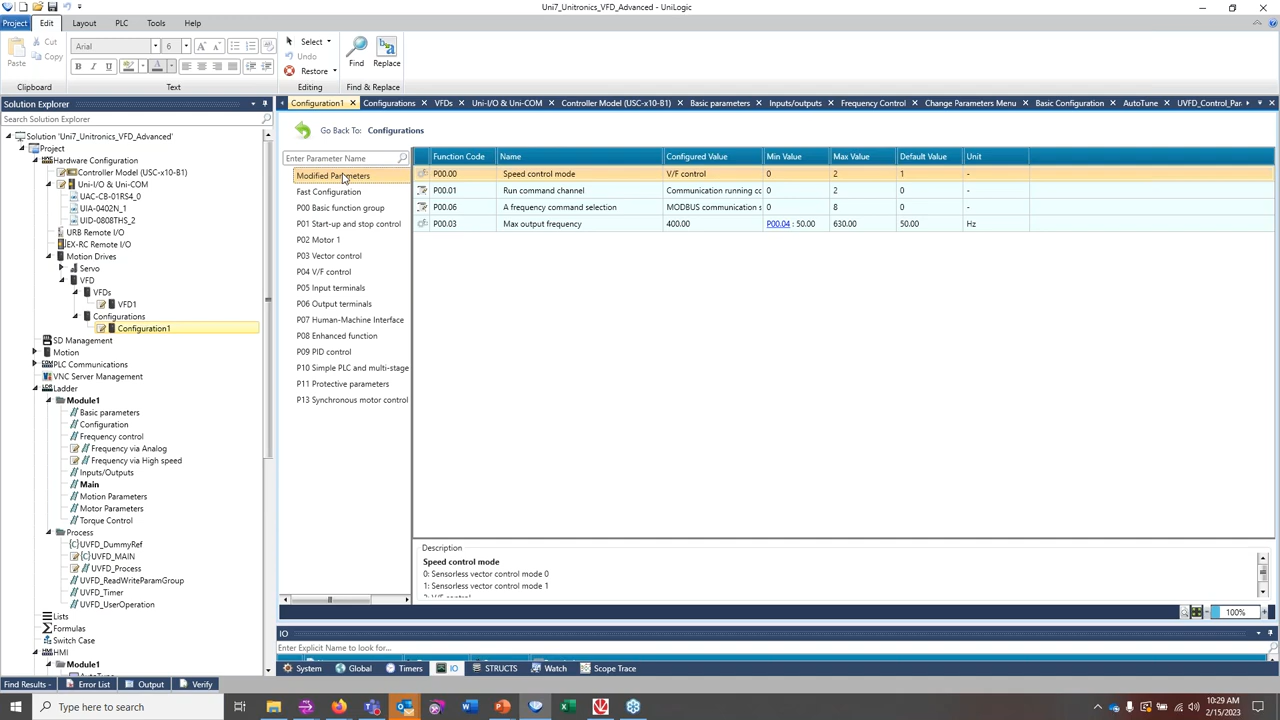 Uni7_Unitronics_VFD_Advanced - UniLogic
Project Edit Layout PLC Tools Help
Paste Cut Copy Clipboard
Arial 6
B I U
Text
Select
Undo
Restore
Editing
Find Replace
Find & Replace
Solution Explorer
Search Solution Explorer
Solution 'Uni7_Unitronics_VFD_Advanced'
Project
Hardware Configuration
Controller Model (USC-x10-B1)
Uni-I/O & Uni-COM
UAC-CB-01RS4_0
UIA-0402N_1
UID-0808THS_2
URB Remote I/O
EX-RC Remote I/O
Motion Drives
Servo
VFD
VFDs
VFD1
Configurations
Configuration1
SD Management
Motion
PLC Communications
VNC Server Management
Ladder
Module1
Basic parameters
Configuration
Frequency control
Frequency via Analog
Frequency via High speed
Inputs/Outputs
Main
Motion Parameters
Motor Parameters
Torque Control
Process
UVFD_DummyRef
UVFD_MAIN
UVFD_Process
UVFD_ReadWriteParamGroup
UVFD_Timer
UVFD_UserOperation
Lists
Formulas
Switch Case
HMI
Module1
Configuration1 Configurations VFDs Uni-I/O & Uni-COM Controller Model (USC-x10-B1) Basic parameters Inputs/outputs Frequency Control Change Parameters Menu Basic Configuration AutoTune UVFD_Control_Par
Go Back To: Configurations
Enter Parameter Name
Modified Parameters
Fast Configuration
P00 Basic function group
P01 Start-up and stop control
P02 Motor 1
P03 Vector control
P04 V/F control
P05 Input terminals
P06 Output terminals
P07 Human-Machine Interface
P08 Enhanced function
P09 PID control
P10 Simple PLC and multi-stage
P11 Protective parameters
P13 Synchronous motor control
Function Code Name Configured Value Min Value Max Value Default Value Unit
P00.00 Speed control mode V/F control 0 2 1 -
P00.01 Run command channel Communication running cc 0 2 0 -
P00.06 A frequency command selection MODBUS communication s 0 8 0 -
P00.03 Max output frequency 400.00 P00.04 : 50.00 630.00 50.00 Hz
Description
Speed control mode
0: Sensorless vector control mode 0
1: Sensorless vector control mode 1
2: V/F control
100%
IO
Enter Explicit Name to look for...
System Global Timers IO STRUCTS Watch Scope Trace
Find Results - Error List Output Verify
Type here to search
10:29 AM
2/15/2023